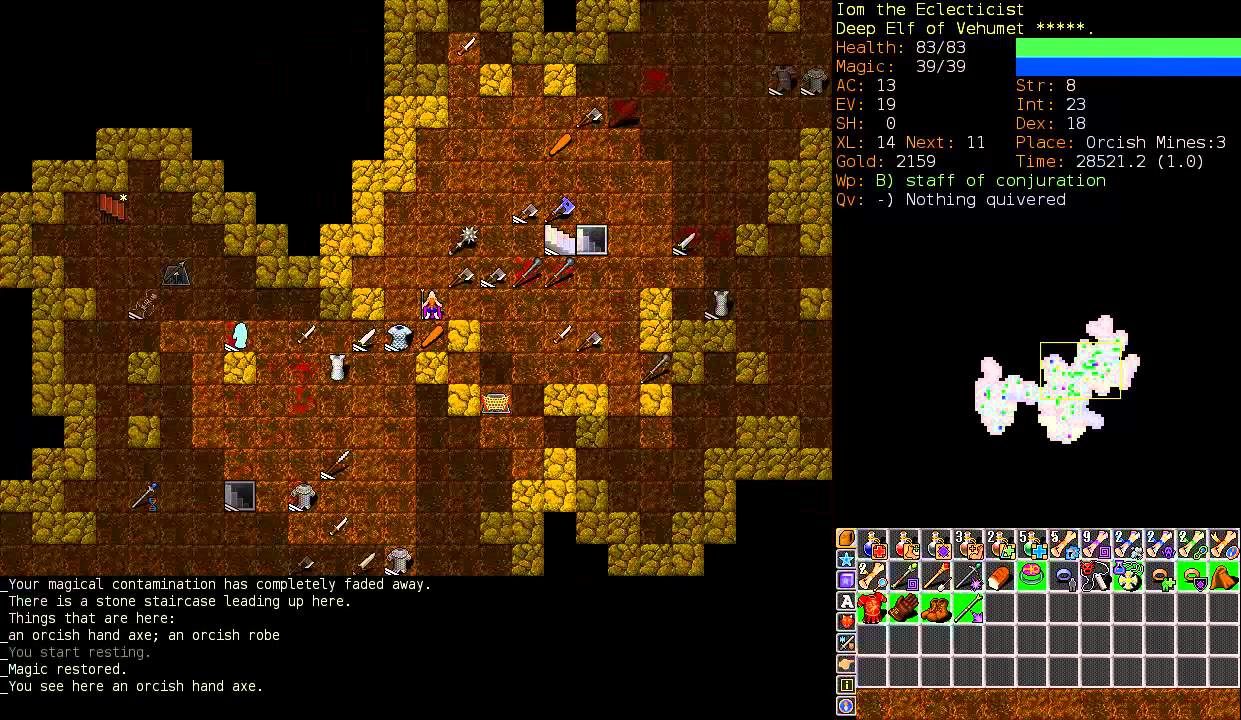 Iom the Eclecticist
Deep Elf of Vehumet *****.
Health: 83/83
Magic: 39/39
AC: 13 Str: 8
EV: 19 Int: 23
SH: 0 Dex: 18
XL: 14 Next: 11 Place: Orcish Mines:3
Gold: 2159 Time: 28521.2 (1.0)
Wp: B) staff of conjuration
Qv: -) Nothing quivered
_Your magical contamination has completely faded away.
There is a stone staircase leading up here.
Things that are here:
_an orcish hand axe; an orcish robe
_You start resting.
_Magic restored.
_You see here an orcish hand axe.